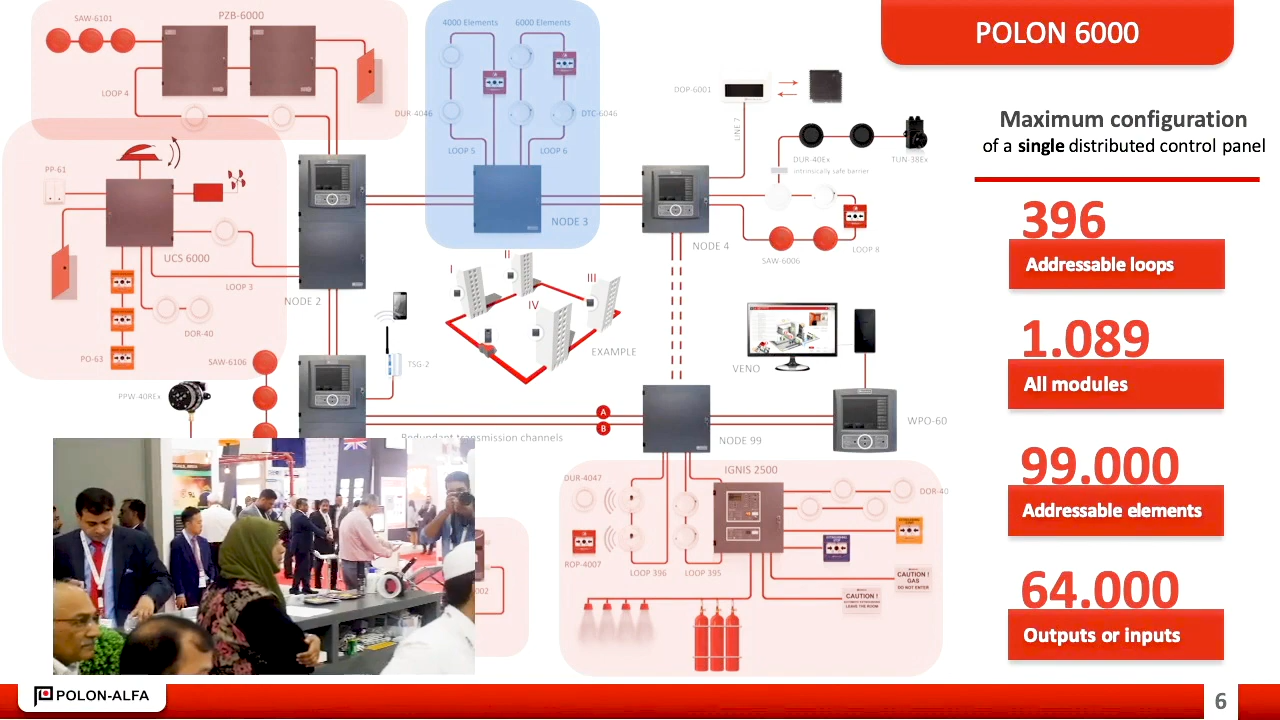 SAW-6101
PZB-6000
LOOP 4
PP-61
UCS 6000
LOOP 3
DOR-40
PO-63
SAW-6106
PPW-40REx
NODE 2
TSG-2
4000 Elements
6000 Elements
DUR-4046
DTC-6046
LOOP 5
LOOP 6
NODE 3
DOP-6001
LINE 7
DUR-40Ex
TUN-38Ex
intrinsically safe barrier
NODE 4
SAW-6006
LOOP 8
I
II
III
IV
EXAMPLE
VENO
A
B
Redundant transmission channels
NODE 99
WPO-60
IGNIS 2500
DUR-4047
DOR-40
ROP-4007
LOOP 396
LOOP 395
CAUTION !
GAS
DO NOT ENTER
CAUTION !
LEAVE THE ROOM
002
POLON 6000
Maximum configuration
of a single distributed control panel
396
Addressable loops
1.089
All modules
99.000
Addressable elements
64.000
Outputs or inputs
POLON-ALFA
6